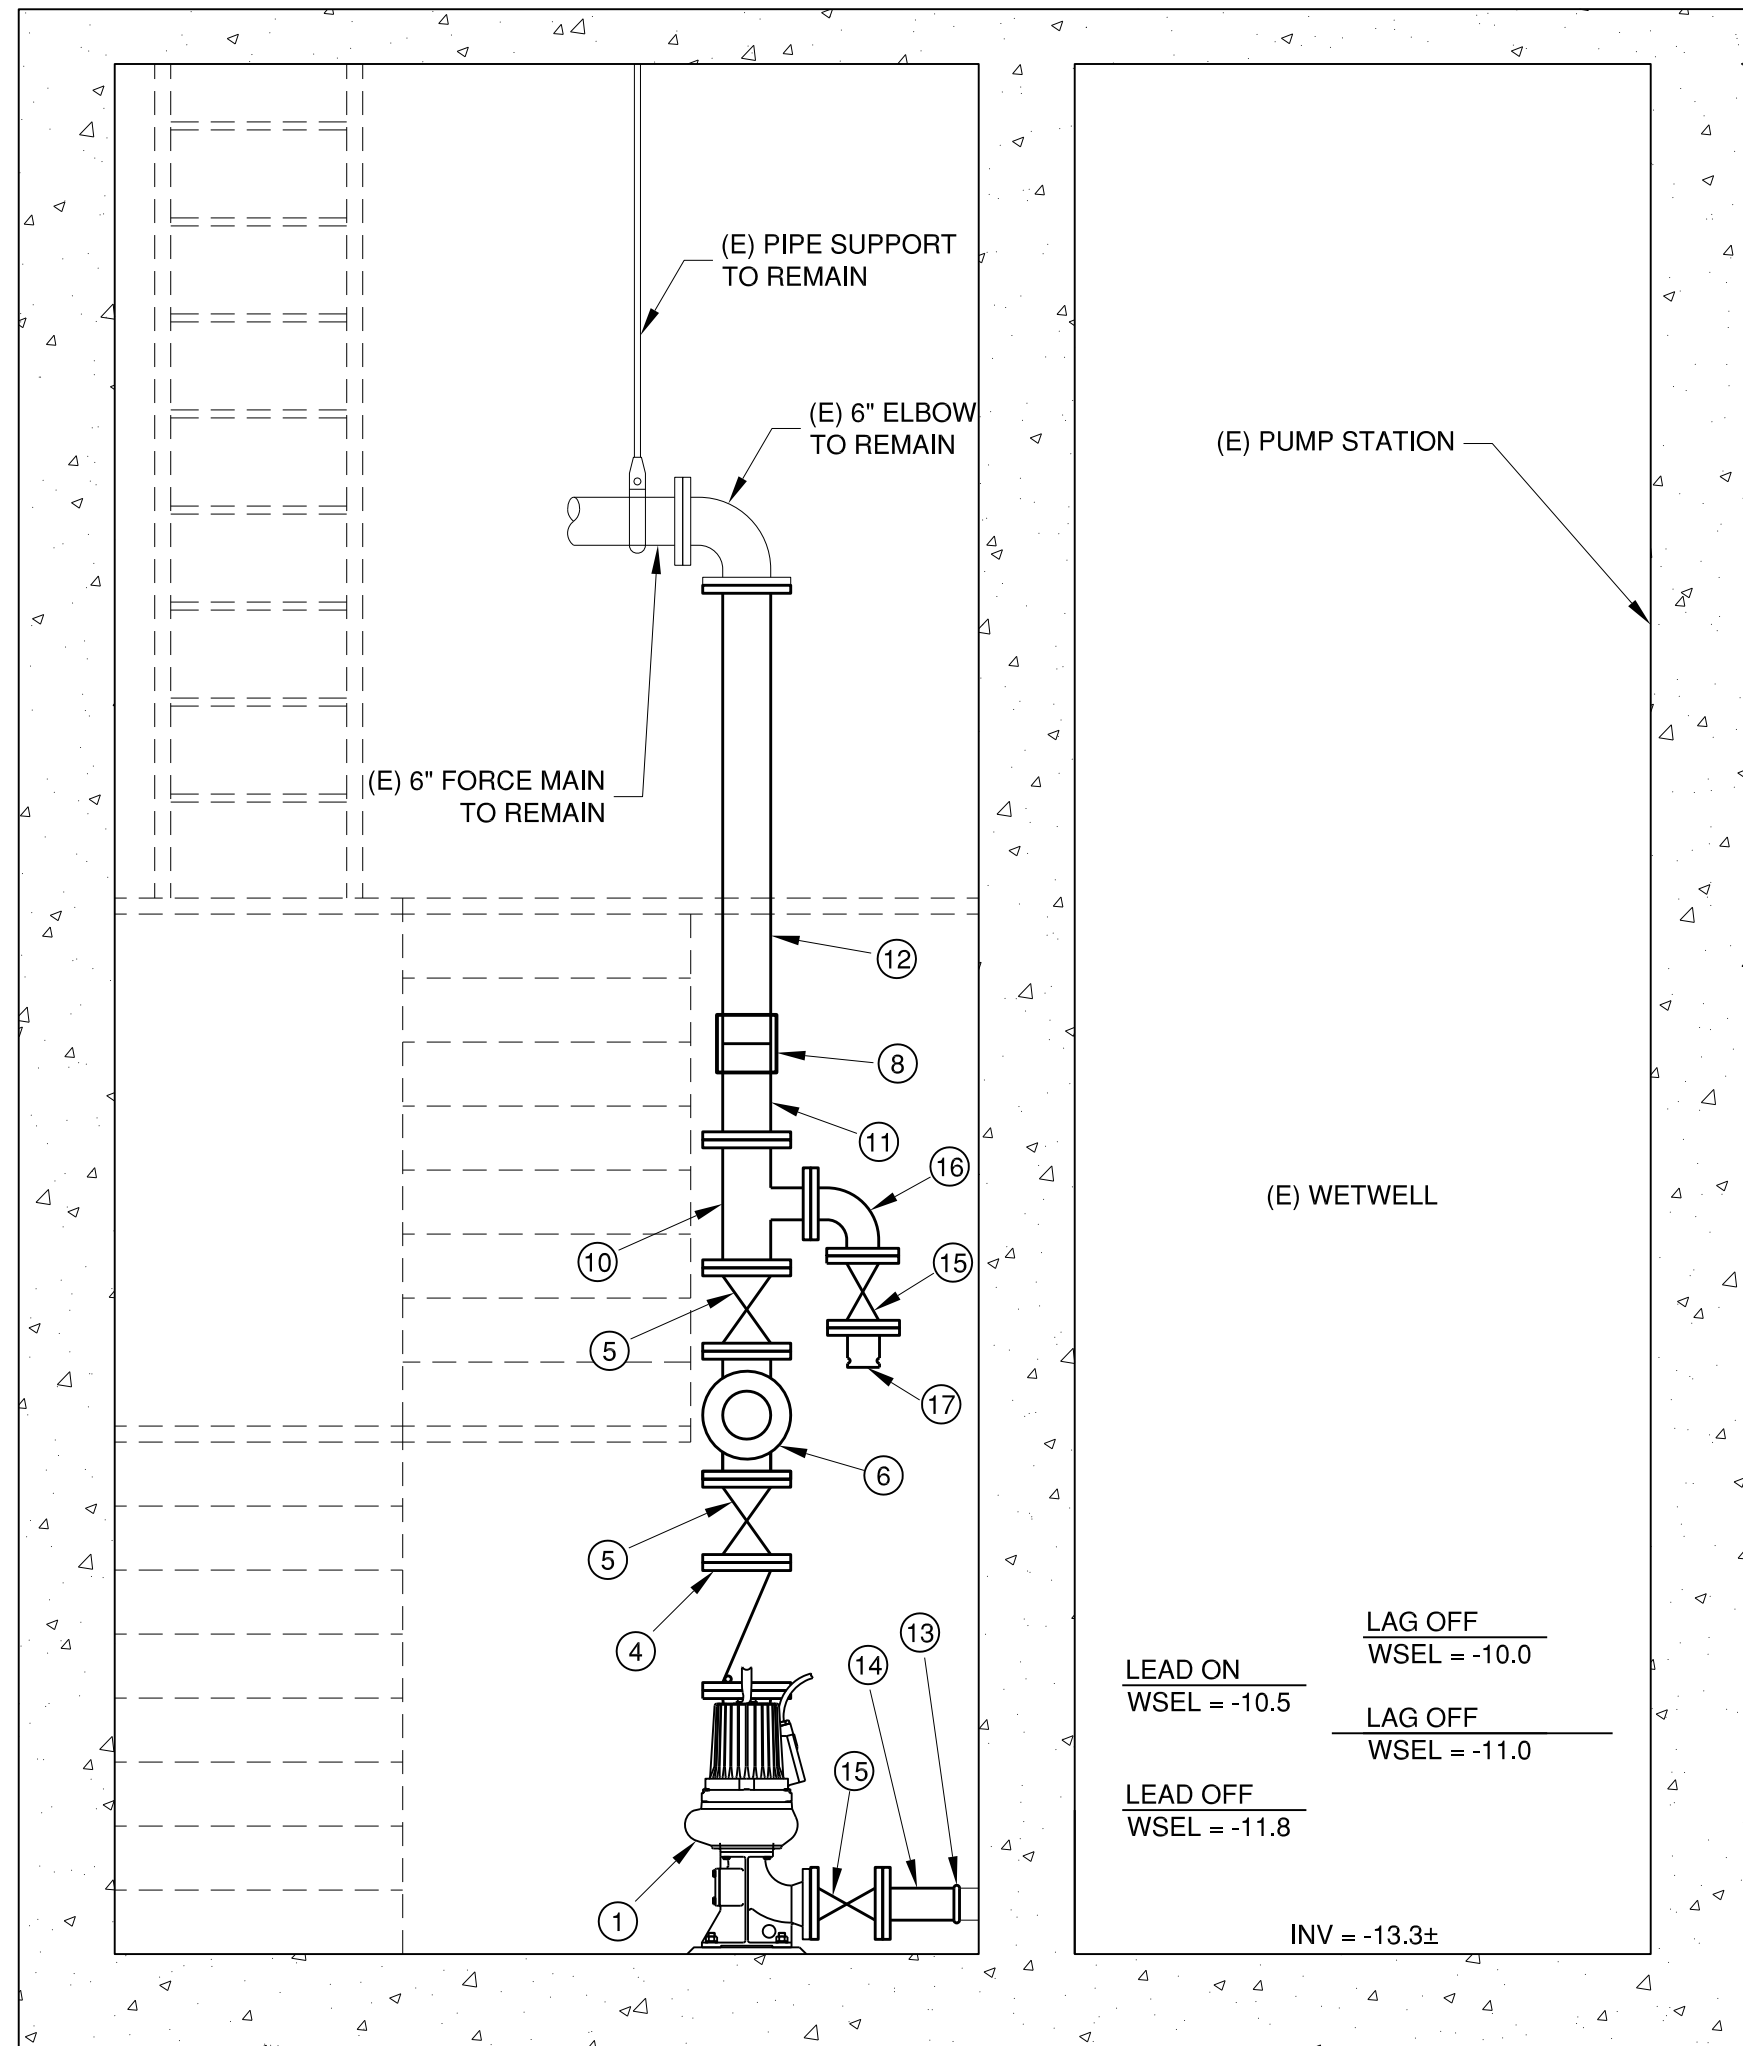 (E) PIPE SUPPORT
TO REMAIN
(E) 6" ELBOW
TO REMAIN
(E) PUMP STATION
(E) 6" FORCE MAIN
TO REMAIN
12
8
11
16
(E) WETWELL
10
15
5
17
6
5
4
13
14
LAG OFF
WSEL = -10.0
LEAD ON
WSEL = -10.5
LAG OFF
WSEL = -11.0
15
LEAD OFF
WSEL = -11.8
1
INV = -13.3±